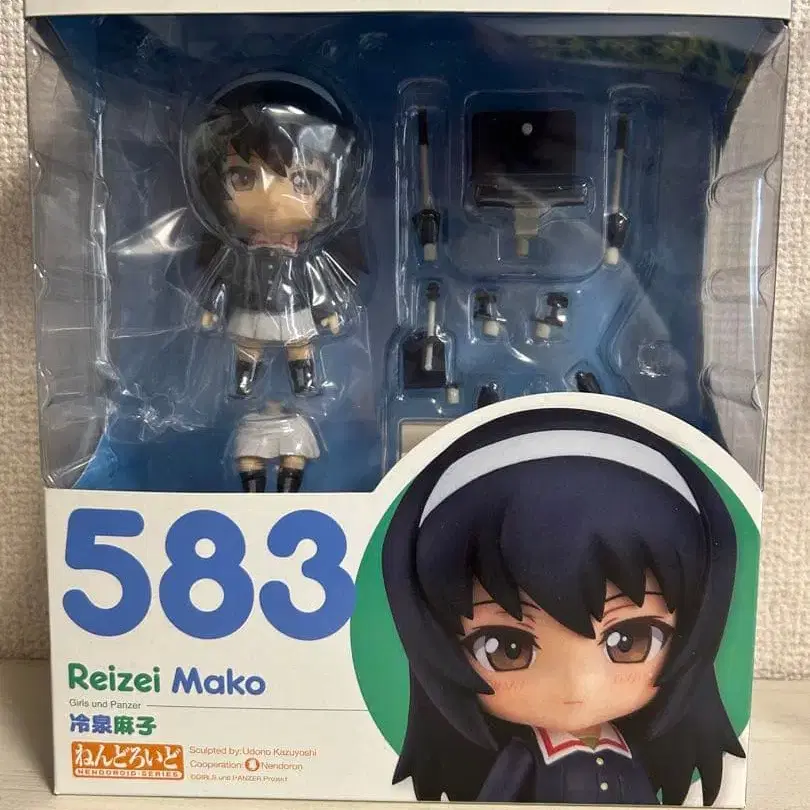 583
Reizei Mako
Girls und Panzer
冷泉麻子
ねんどろいど
NENDOROID SERIES
Sculpted by: Udono Kazuyoshi
Cooperation: Nendoron
©GIRLS und PANZER Project